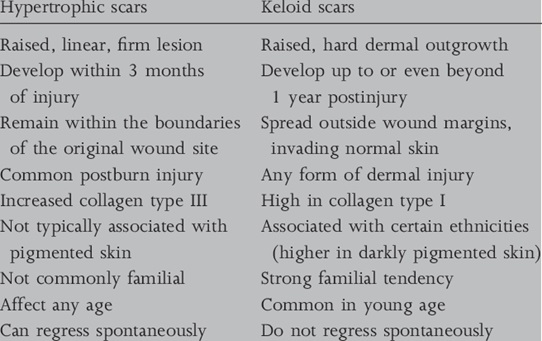 Hypertrophic scars Keloid scars
Raised, linear, firm lesion Raised, hard dermal outgrowth
Develop within 3 months Develop up to or even beyond
of injury 1 year postinjury
Remain within the boundaries Spread outside wound margins,
of the original wound site invading normal skin
Common postburn injury Any form of dermal injury
Increased collagen type III High in collagen type I
Not typically associated with Associated with certain ethnicities
pigmented skin (higher in darkly pigmented skin)
Not commonly familial Strong familial tendency
Affect any age Common in young age
Can regress spontaneously Do not regress spontaneously